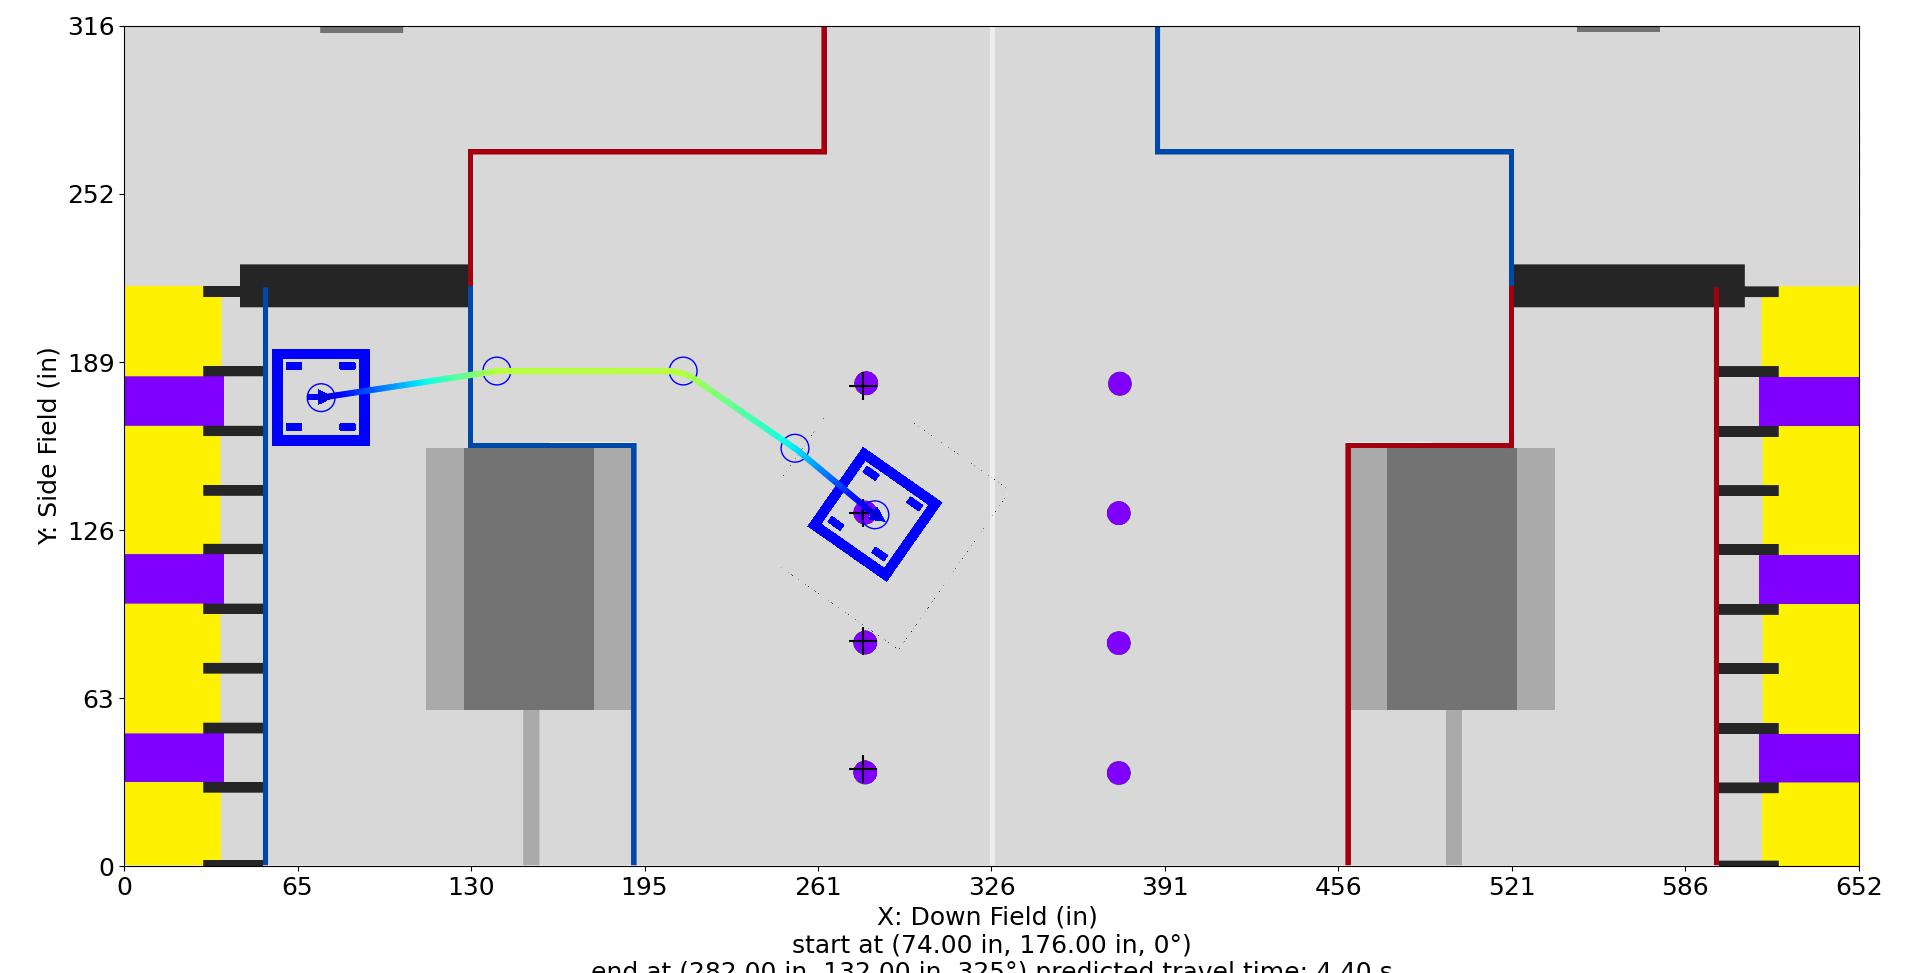 316
252
189
126
63
0
Y: Side Field (in)
0 65 130 195 261 326 391 456 521 586 652
X: Down Field (in)
start at (74.00 in, 176.00 in, 0°)
end at (282.00 in, 132.00 in, 325°) predicted travel time: 4.40 s